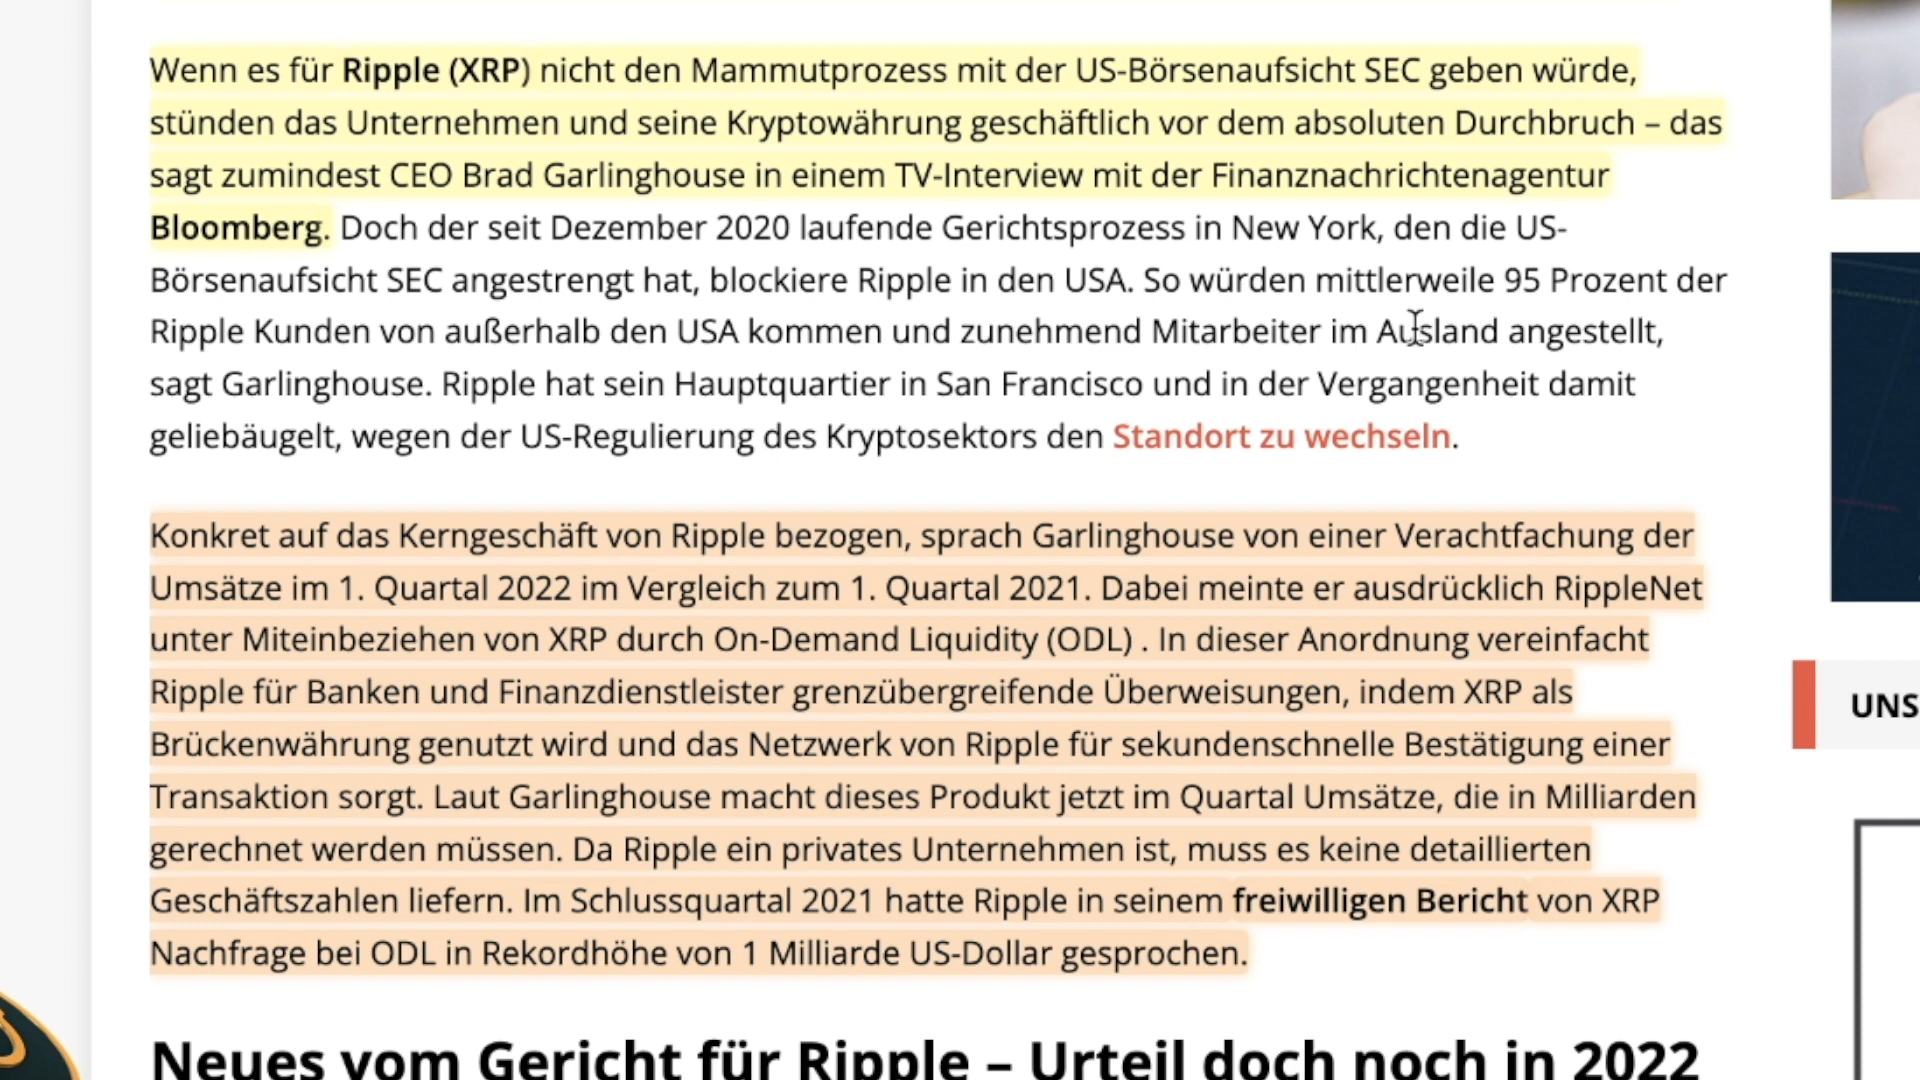 Wenn es für Ripple (XRP) nicht den Mammutprozess mit der US-Börsenaufsicht SEC geben würde,
stünden das Unternehmen und seine Kryptowährung geschäftlich vor dem absoluten Durchbruch – das
sagt zumindest CEO Brad Garlinghouse in einem TV-Interview mit der Finanznachrichtenagentur
Bloomberg. Doch der seit Dezember 2020 laufende Gerichtsprozess in New York, den die US-
Börsenaufsicht SEC angestrengt hat, blockiere Ripple in den USA. So würden mittlerweile 95 Prozent der
Ripple Kunden von außerhalb den USA kommen und zunehmend Mitarbeiter im Ausland angestellt,
sagt Garlinghouse. Ripple hat sein Hauptquartier in San Francisco und in der Vergangenheit damit
geliebäugelt, wegen der US-Regulierung des Kryptosektors den Standort zu wechseln.
Konkret auf das Kerngeschäft von Ripple bezogen, sprach Garlinghouse von einer Verachtfachung der
Umsätze im 1. Quartal 2022 im Vergleich zum 1. Quartal 2021. Dabei meinte er ausdrücklich RippleNet
unter Miteinbeziehen von XRP durch On-Demand Liquidity (ODL) . In dieser Anordnung vereinfacht
Ripple für Banken und Finanzdienstleister grenzübergreifende Überweisungen, indem XRP als
Brückenwährung genutzt wird und das Netzwerk von Ripple für sekundenschnelle Bestätigung einer
Transaktion sorgt. Laut Garlinghouse macht dieses Produkt jetzt im Quartal Umsätze, die in Milliarden
gerechnet werden müssen. Da Ripple ein privates Unternehmen ist, muss es keine detaillierten
Geschäftszahlen liefern. Im Schlussquartal 2021 hatte Ripple in seinem freiwilligen Bericht von XRP
Nachfrage bei ODL in Rekordhöhe von 1 Milliarde US-Dollar gesprochen.
Neues vom Gericht für Ripple – Urteil doch noch in 2022
UNS